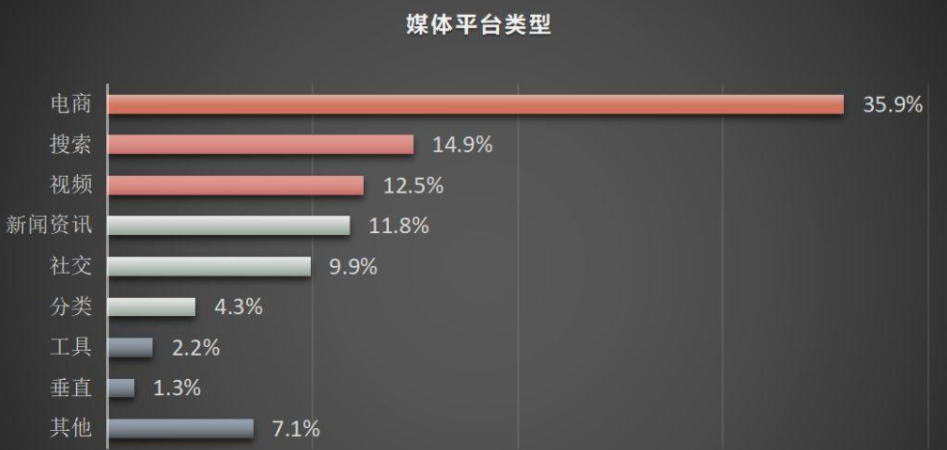 媒体平台类型
电商 35.9%
搜索 14.9%
视频 12.5%
新闻资讯 11.8%
社交 9.9%
分类 4.3%
工具 2.2%
垂直 1.3%
其他 7.1%